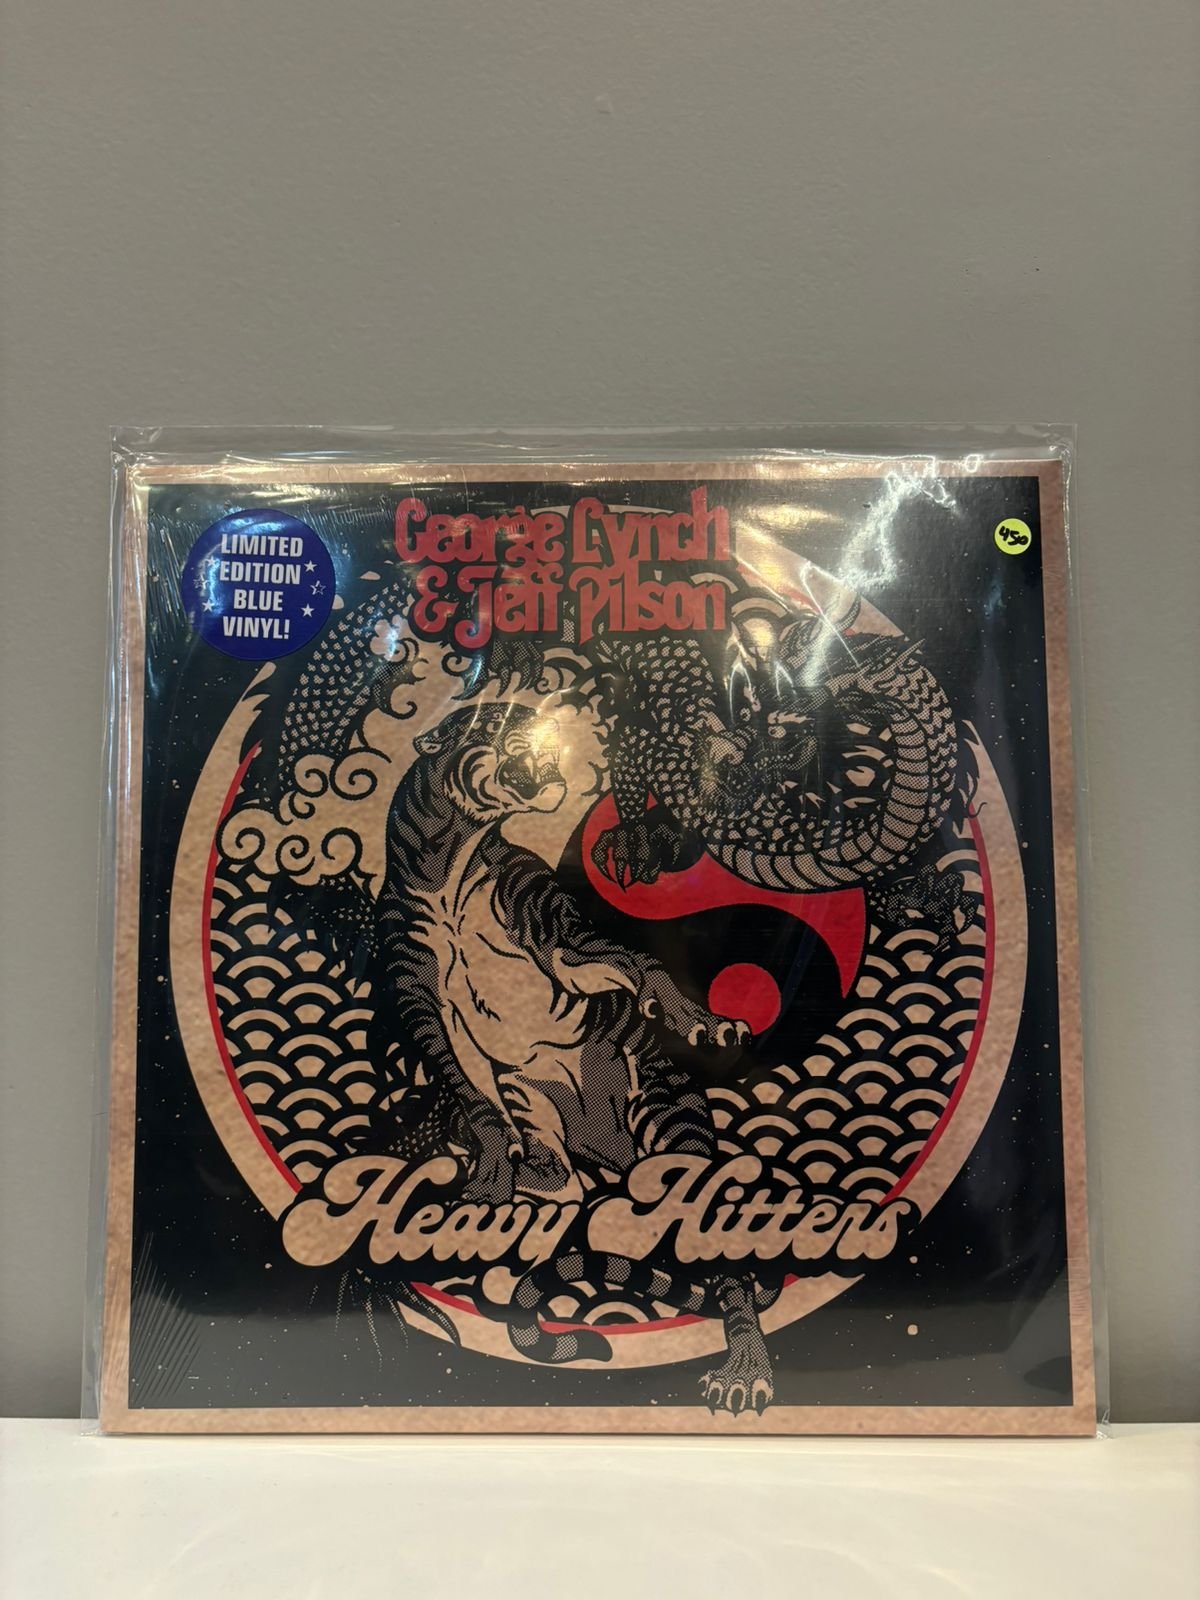 LIMITED
EDITION
BLUE
VINYL!
George Lynch
& Jeff Pilson
450
Heavy Hitters